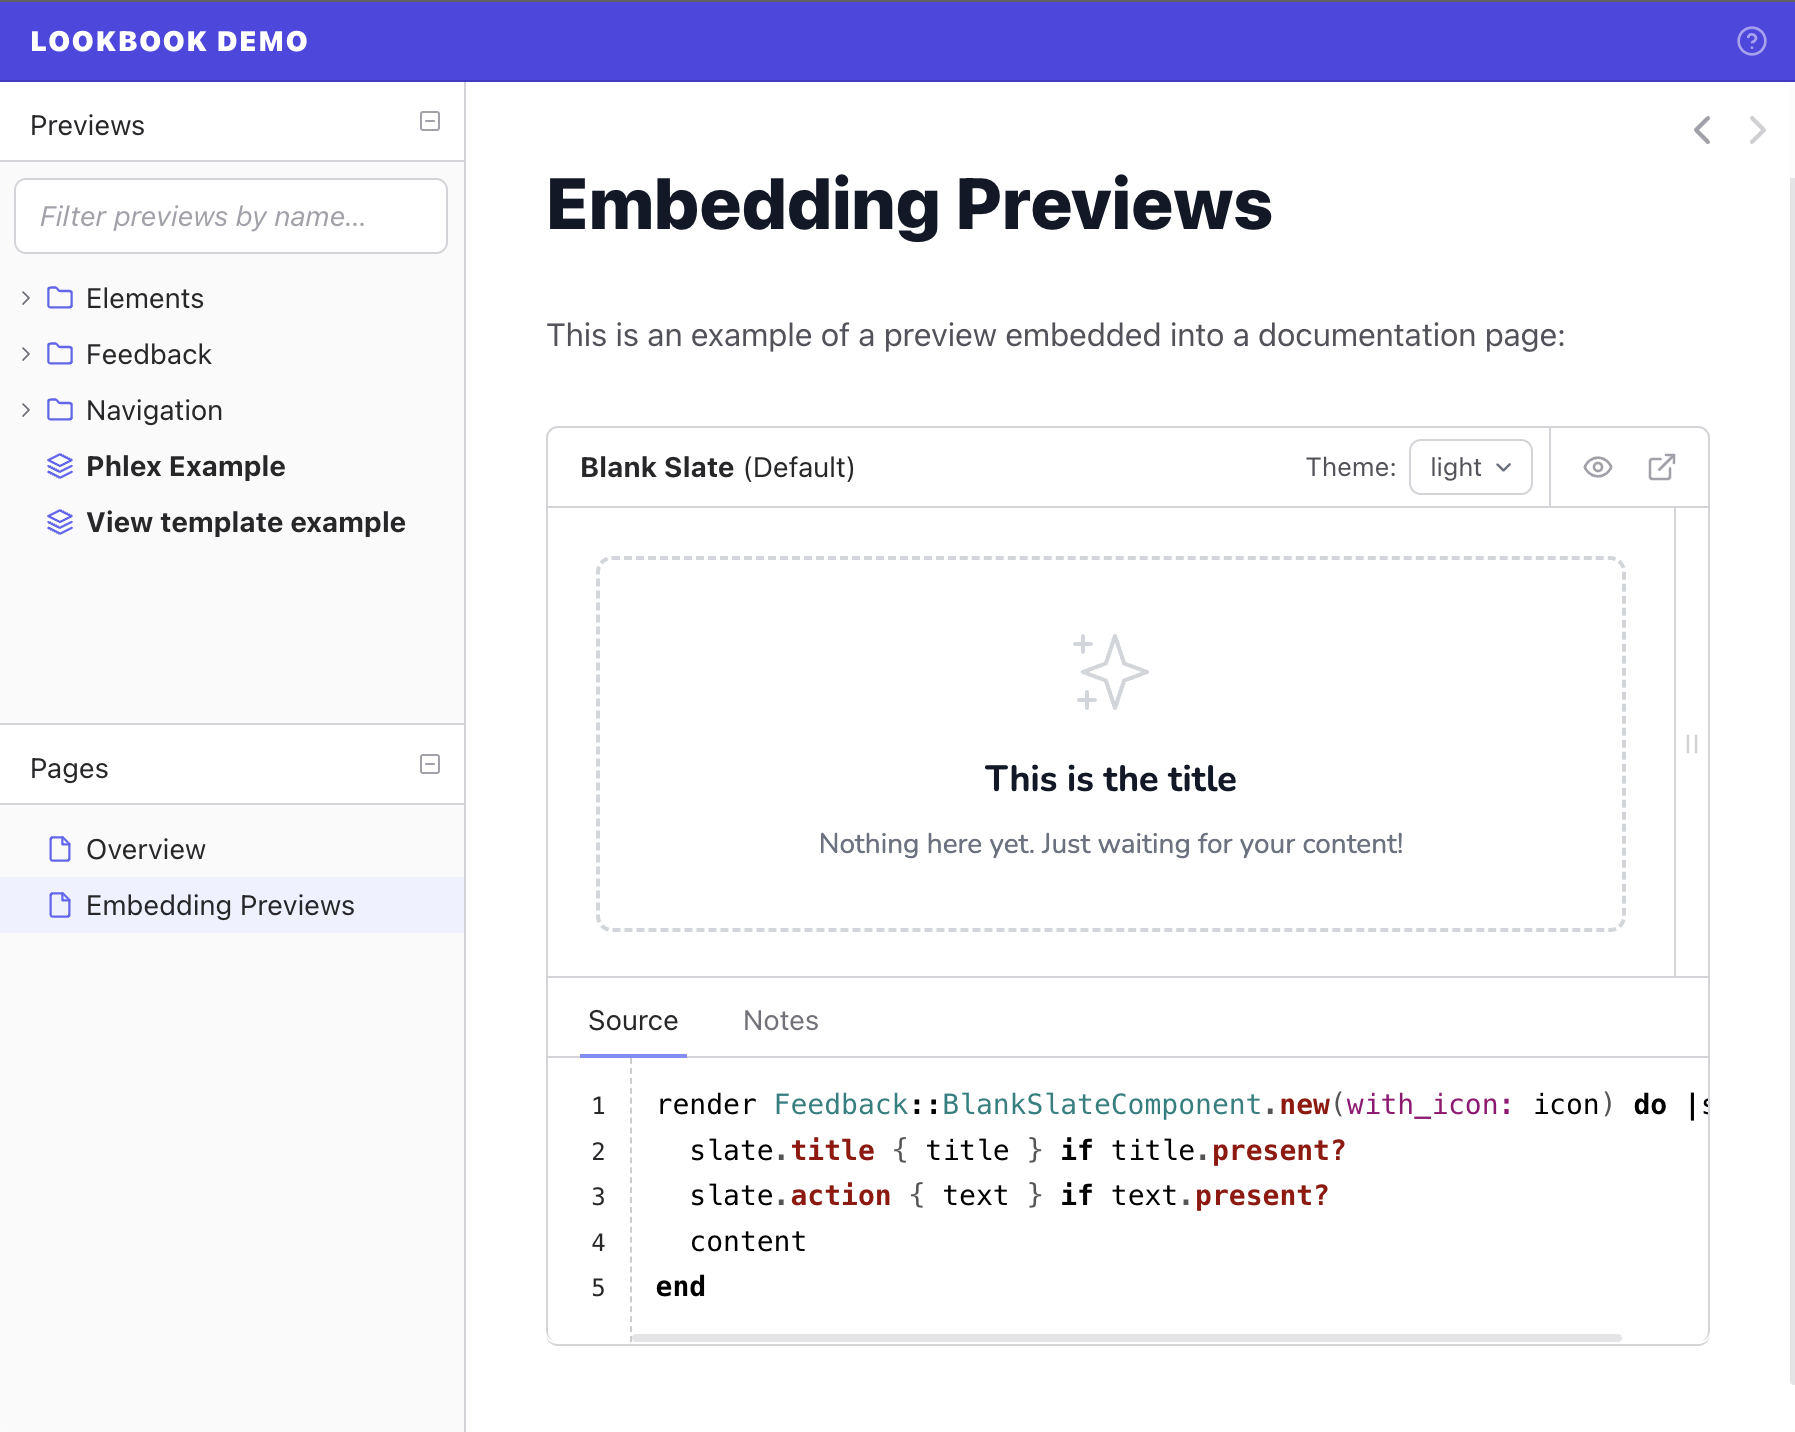 LOOKBOOK DEMO
Previews
Filter previews by name...
Elements
Feedback
Navigation
Phlex Example
View template example
Pages
Overview
Embedding Previews
Embedding Previews
This is an example of a preview embedded into a documentation page:
Blank Slate (Default)
Theme: light
This is the title
Nothing here yet. Just waiting for your content!
Source Notes
1 render Feedback::BlankSlateComponent.new(with_icon: icon) do |s
2 slate.title { title } if title.present?
3 slate.action { text } if text.present?
4 content
5 end